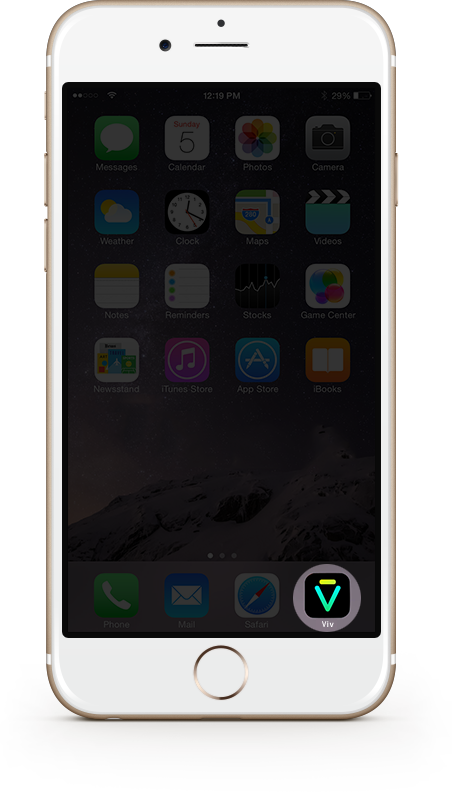 12:19 PM 29%
Sunday
5
Messages Calendar Photos Camera
280
Weather Clock Maps Videos
Notes Reminders Stocks Game Center
Newsstand iTunes Store App Store iBooks
Phone Mail Safari Viv